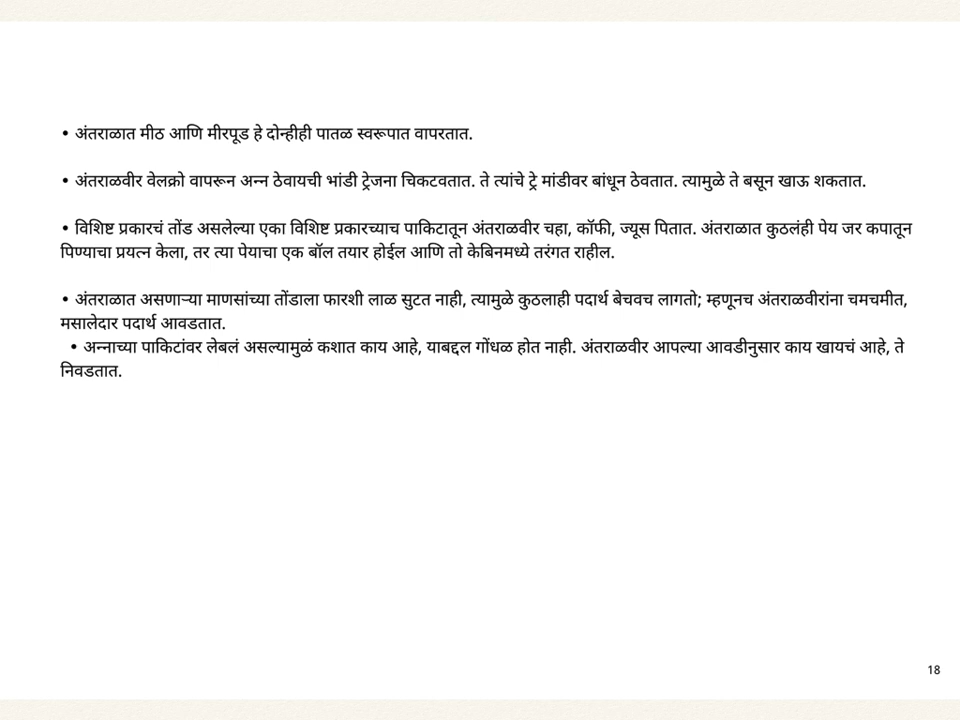 • अंतराळात मीठ आणि मीरपूड हे दोन्हीही पातळ स्वरूपात वापरतात.
• अंतराळवीर वेलक्रो वापरून अन्न ठेवायची भांडी ट्रेजना चिकटवतात. ते त्यांचे ट्रे मांडीवर बांधून ठेवतात. त्यामुळे ते बसून खाऊ शकतात.
• विशिष्ट प्रकारचं तोंड असलेल्या एका विशिष्ट प्रकारच्याच पाकिटातून अंतराळवीर चहा, कॉफी, ज्यूस पितात. अंतराळात कुठलंही पेय जर कपातून
पिण्याचा प्रयत्न केला, तर त्या पेयाचा एक बॉल तयार होईल आणि तो केबिनमध्ये तरंगत राहील.
• अंतराळात असणाऱ्या माणसांच्या तोंडाला फारशी लाळ सुटत नाही, त्यामुळे कुठलाही पदार्थ बेचवच लागतो; म्हणूनच अंतराळवीरांना चमचमीत,
मसालेदार पदार्थ आवडतात.
• अन्नाच्या पाकिटांवर लेबलं असल्यामुळं कशात काय आहे, याबद्दल गोंधळ होत नाही. अंतराळवीर आपल्या आवडीनुसार काय खायचं आहे, ते
निवडतात.
18